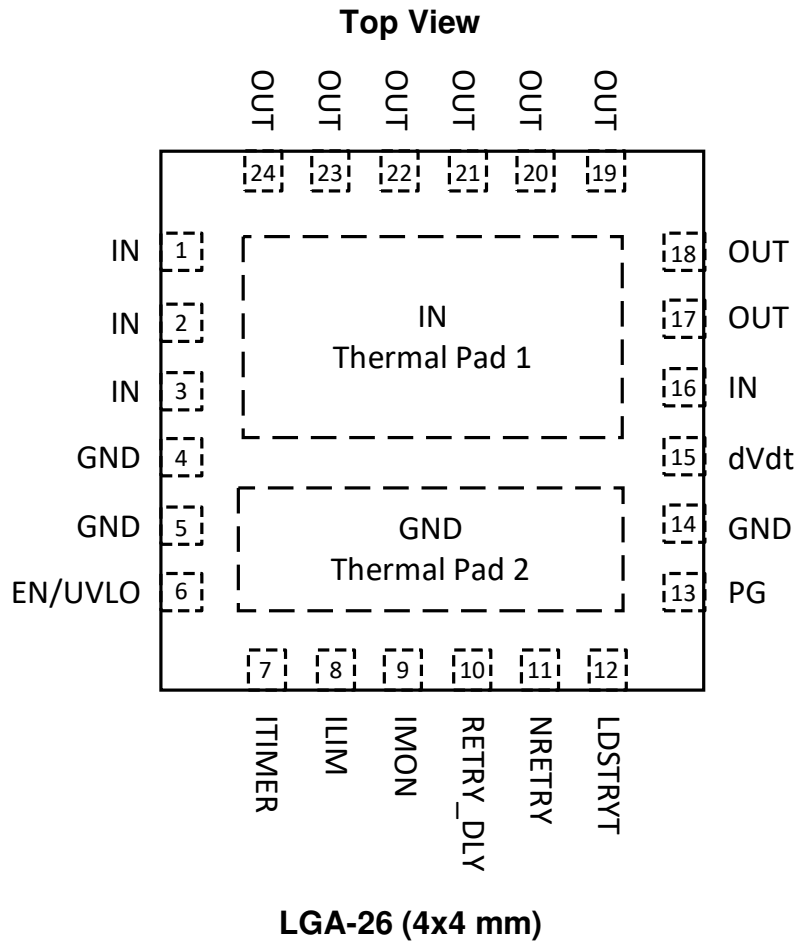 Top View
OUT OUT OUT OUT OUT OUT
24 23 22 21 20 19
IN 1 18 OUT
IN 2 17 OUT
IN
Thermal Pad 1
IN 3 16 IN
GND 4 15 dVdt
GND 5 14 GND
GND
Thermal Pad 2
EN/UVLO 6 13 PG
7 8 9 10 11 12
ITIMER ILIM IMON RETRY_DLY NRETRY LDSTRYT
LGA-26 (4x4 mm)